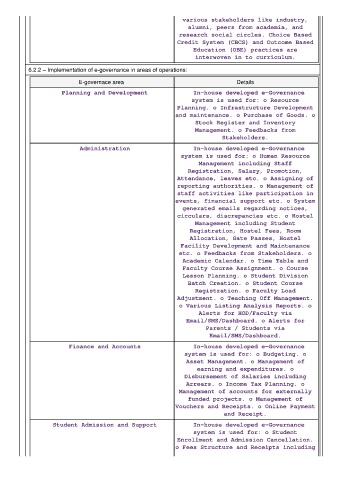 various stakeholders like industry,
alumni, peers from academia, and
research social circles. Choice Based
Credit System (CBCS) and Outcome Based
Education (OBE) practices are
interwoven in to curriculum.
6.2.2 – Implementation of e-governance in areas of operations:
E-governace area
Details
Planning and Development
In-house developed e-Governance
system is used for: o Resource
Planning. o Infrastructure Development
and maintenance. o Purchase of Goods. o
Stock Register and Inventory
Management. o Feedbacks from
Stakeholders.
Administration
In-house developed e-Governance
system is used for: o Human Resource
Management including Staff
Registration, Salary, Promotion,
Attendance, leaves etc. o Assigning of
reporting authorities. o Management of
staff activities like participation in
events, financial support etc. o System
generated emails regarding notices,
circulars, discrepancies etc. o Hostel
Management including Student
Registration, Hostel Fees, Room
Allocation, Gate Passes, Hostel
Facility Development and Maintenance
etc. o Feedbacks from Stakeholders. o
Academic Calendar. o Time Table and
Faculty Course Assignment. o Course
Lesson Planning. o Student Division
Batch Creation. o Student Course
Registration. o Faculty Load
Adjustment. o Teaching Off Management.
o Various Listing Analysis Reports. o
Alerts for HOD/Faculty via
Email/SMS/Dashboard. o Alerts for
Parents / Students via
Email/SMS/Dashboard.
Finance and Accounts
In-house developed e-Governance
system is used for: o Budgeting. o
Asset Management. o Management of
earning and expenditures. o
Disbursement of Salaries including
Arrears. o Income Tax Planning. o
Management of accounts for externally
funded projects. o Management of
Vouchers and Receipts. o Online Payment
and Receipt.
Student Admission and Support
In-house developed e-Governance
system is used for: o Student
Enrollment and Admission Cancellation.
o Fees Structure and Receipts including